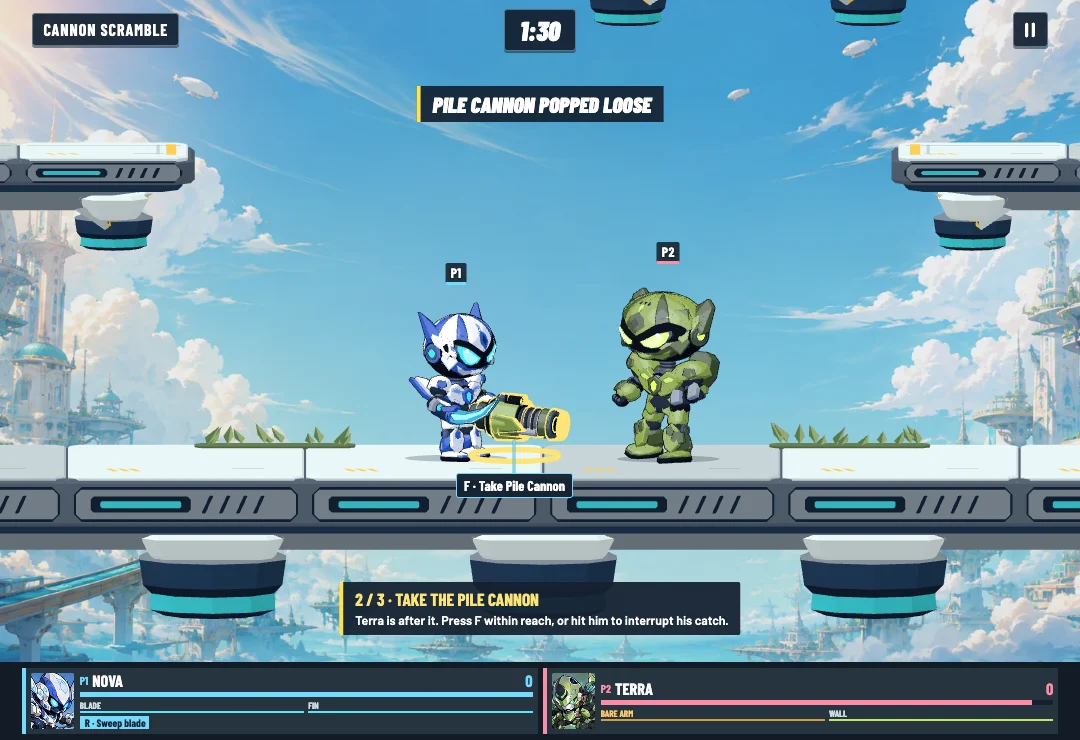 CANNON SCRAMBLE
1:30
PILE CANNON POPPED LOOSE
P1
P2
F · Take Pile Cannon
2 / 3 · TAKE THE PILE CANNON
Terra is after it. Press F within reach, or hit him to interrupt his catch.
P1 NOVA 0
BLADE FIN
R · Sweep blade
P2 TERRA 0
BARE ARM WALL